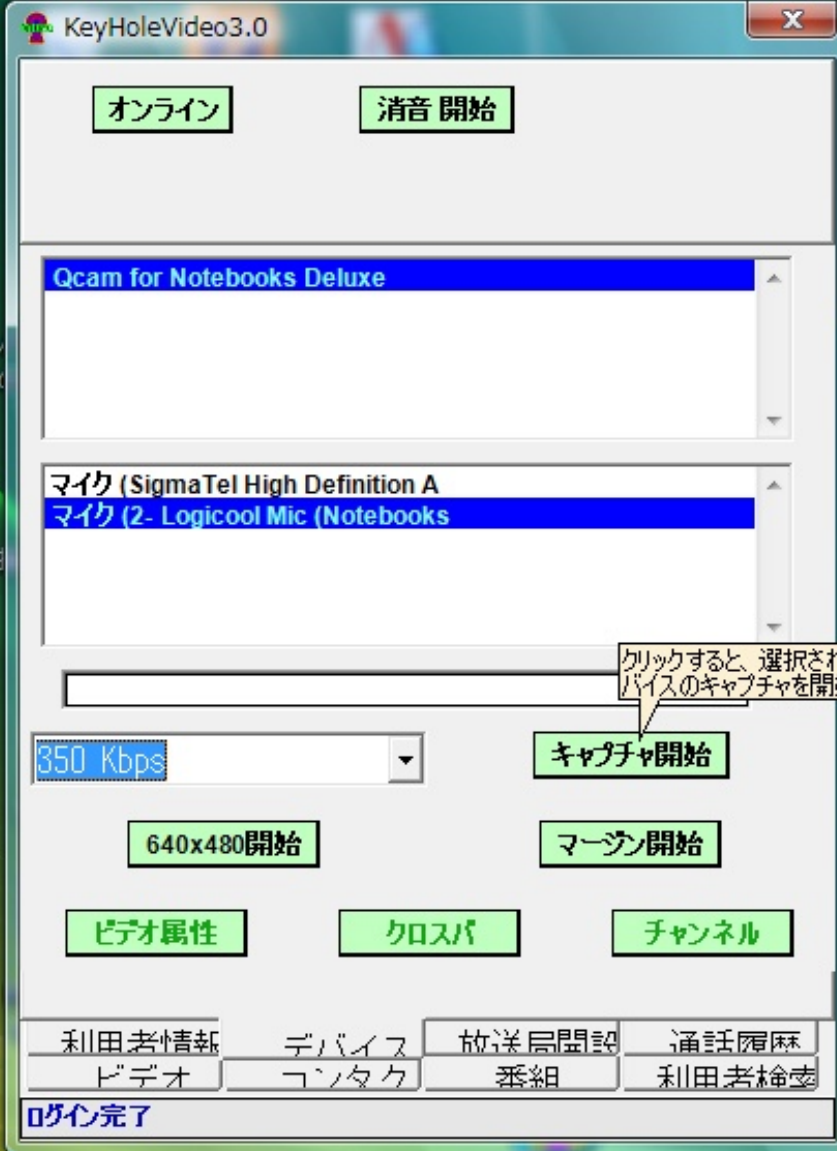 KeyHoleVideo3.0
オンライン
消音 開始
Qcam for Notebooks Deluxe
マイク (SigmaTel High Definition A
マイク (2- Logicool Mic (Notebooks
クリックすると、選択され
バイスのキャプチャを開
350 Kbps
キャプチャ開始
640x480開始
マージン開始
ビデオ属性
クロスバ
チャンネル
利用者情報
デバイス
放送局開設
通話履歴
ビデオ
コンタク
番組
利用者検索
ログイン完了